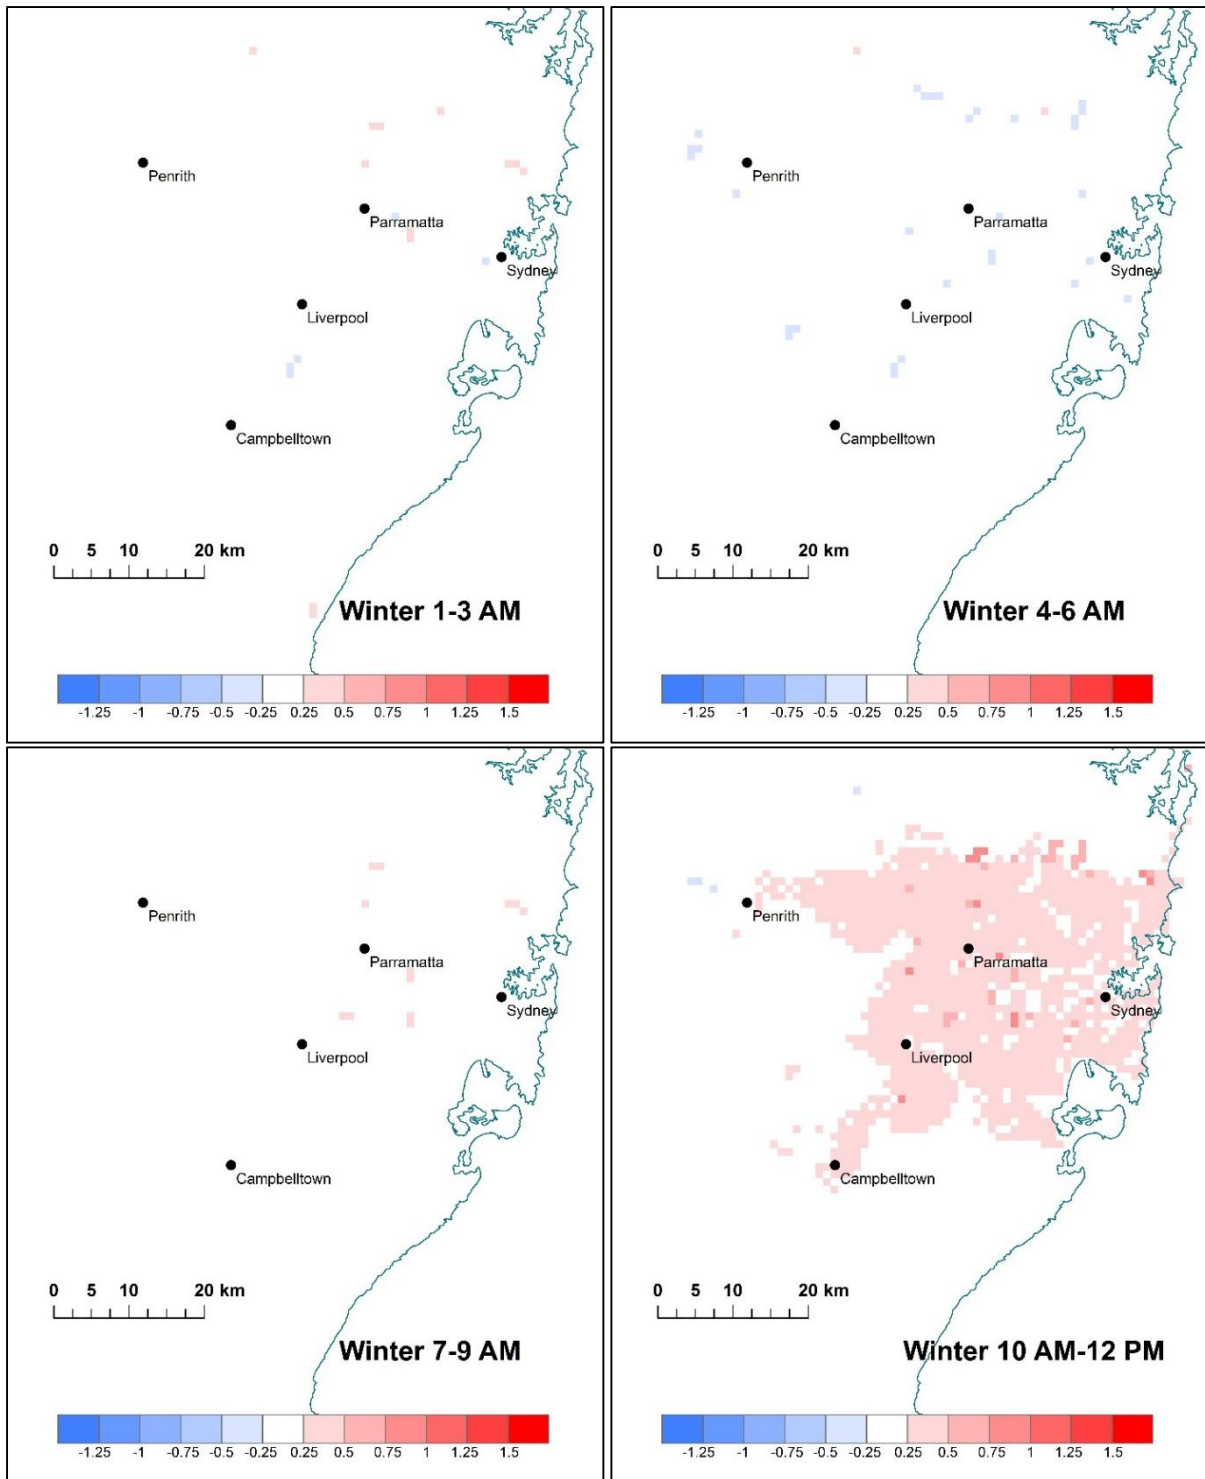 Penrith
Parramatta
Sydney
Liverpool
Campbelltown
0 5 10 20 km
Winter 1-3 AM
-1.25 -1 -0.75 -0.5 -0.25 0.25 0.5 0.75 1 1.25 1.5
Penrith
Parramatta
Sydney
Liverpool
Campbelltown
0 5 10 20 km
Winter 4-6 AM
-1.25 -1 -0.75 -0.5 -0.25 0.25 0.5 0.75 1 1.25 1.5
Penrith
Parramatta
Sydney
Liverpool
Campbelltown
0 5 10 20 km
Winter 7-9 AM
-1.25 -1 -0.75 -0.5 -0.25 0.25 0.5 0.75 1 1.25 1.5
Penrith
Parramatta
Sydney
Liverpool
Campbelltown
0 5 10 20 km
Winter 10 AM-12 PM
-1.25 -1 -0.75 -0.5 -0.25 0.25 0.5 0.75 1 1.25 1.5